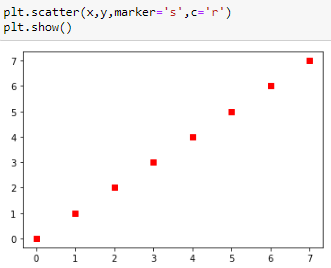 plt.scatter(x,y,marker='s',c='r')
plt.show()
7
6
5
4
3
2
1
0
0 1 2 3 4 5 6 7